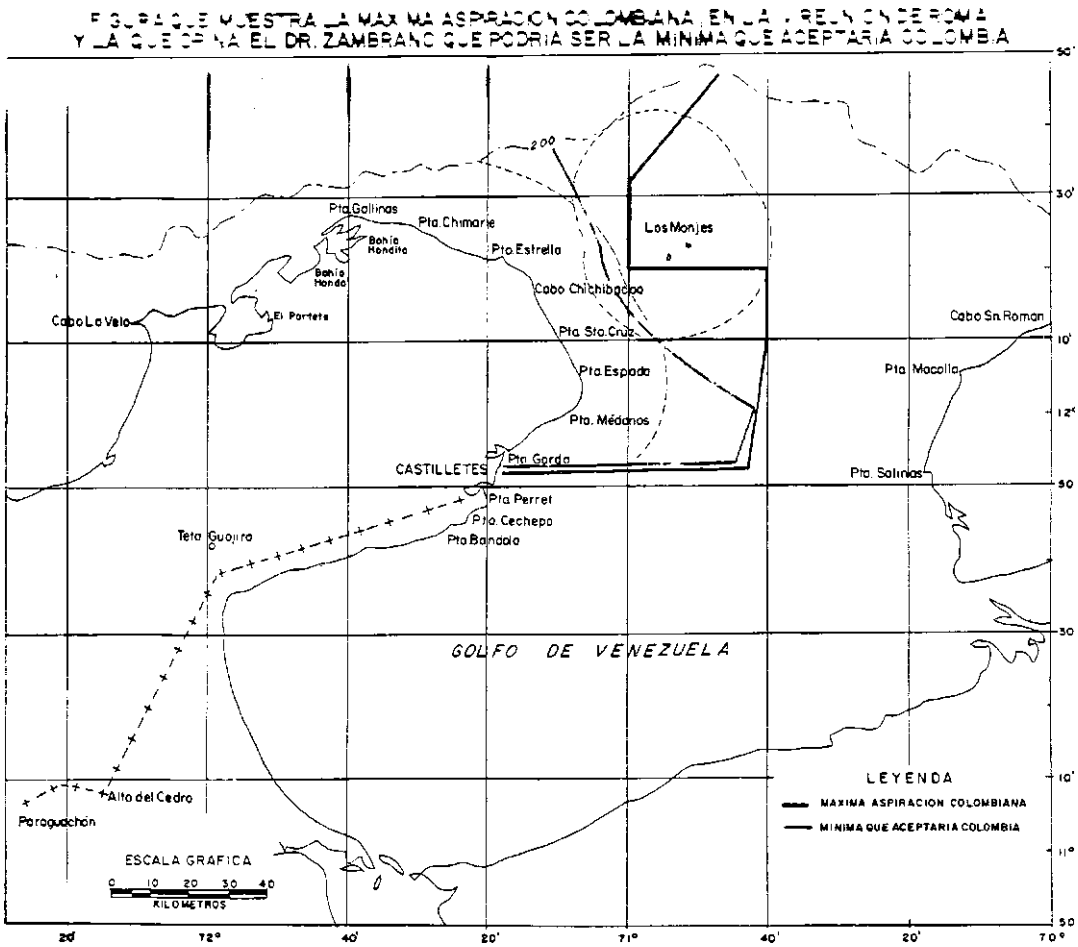 FIGURA QUE MUESTRA LA MAXIMA ASPIRACION COLOMBIANA, EN LA V REUNION DE ROMA
Y LA QUE OPINA EL DR. ZAMBRANO QUE PODRIA SER LA MINIMA QUE ACEPTARIA COLOMBIA
50'
200
30'
Pta. Gallinas
Pta. Chimare
Los Monjes
Bahía Hondita
Pta. Estrella
Bahía Honda
Cabo Chichibacoa
El Portete
Cabo La Vela
Cabo Sn. Roman
Pta. Sta. Cruz
10'
Pta. Espada
Pta. Macolla
12°
Pta. Médanos
Pta. Gorda
CASTILLETES
Pta. Salinas
50'
Pta. Perret
Pta. Cechepa
Teta Guajira
Pta. Bandola
30'
GOLFO DE VENEZUELA
LEYENDA
10'
Alto del Cedro
MAXIMA ASPIRACION COLOMBIANA
Paraguachón
MINIMA QUE ACEPTARIA COLOMBIA
11°
ESCALA GRAFICA
0 10 20 30 40
KILOMETROS
50
20' 72° 40' 20' 71° 40' 20' 70°